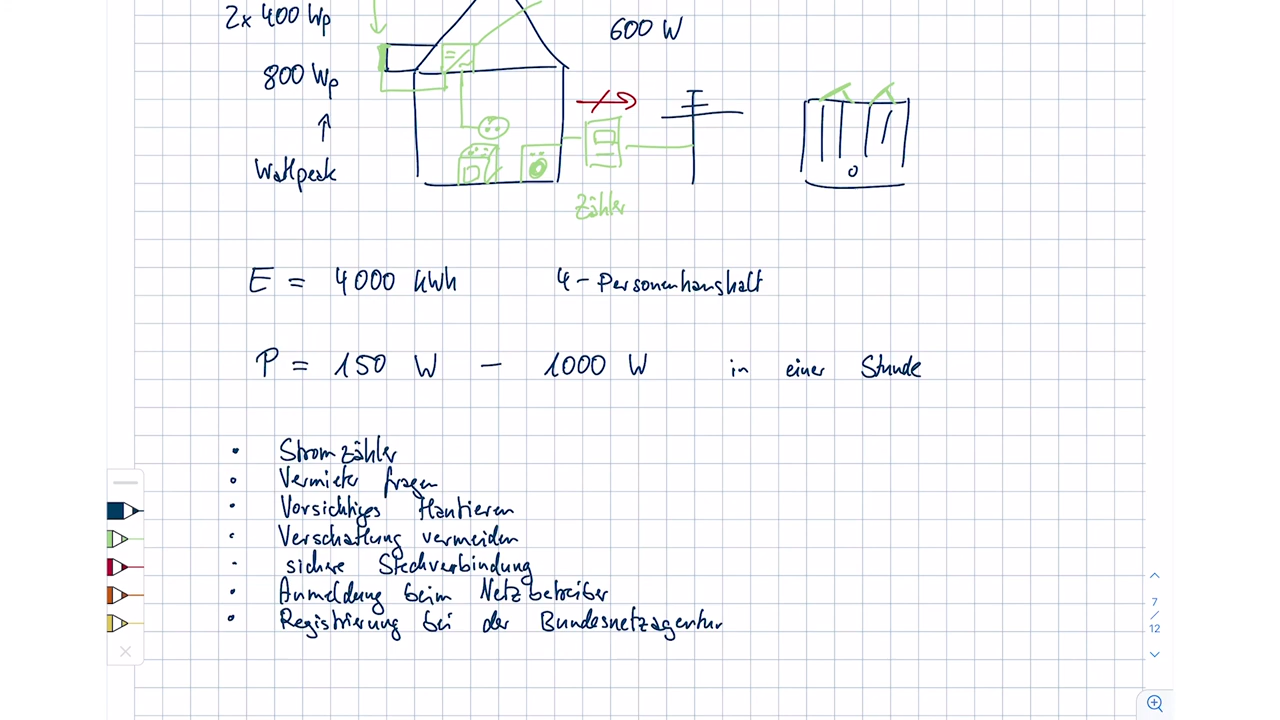 2x 400 Wp
600 W
800 Wp
Wattpeak
Zähler
E = 4000 kWh 4-Personenhaushalt
P = 150 W – 1000 W in einer Stunde
• Stromzähler
• Vermieter fragen
• Vorsichtiges Hantieren
• Verschattung vermeiden
• sichere Steckverbindung
• Anmeldung beim Netzbetreiber
• Registrierung bei der Bundesnetzagentur
7
/
12